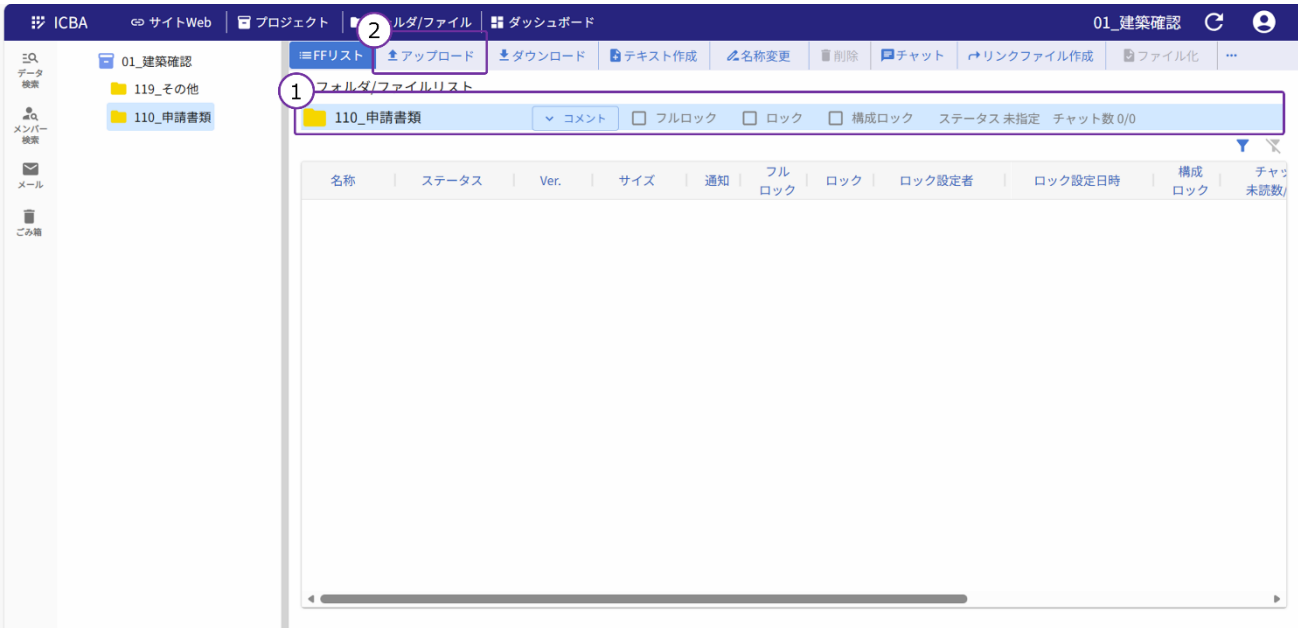 ICBA サイトWeb プロジェクト ルダ/ファイル ダッシュボード 01_建築確認
2
データ
検索
メンバー
検索
メール
ごみ箱
01_建築確認
119_その他
110_申請書類
FFリスト アップロード ダウンロード テキスト作成 名称変更 削除 チャット リンクファイル作成 ファイル化 ...
1
フォルダ/ファイルリスト
110_申請書類 コメント フルロック ロック 構成ロック ステータス 未指定 チャット数 0/0
名称 ステータス Ver. サイズ 通知 フル
ロック ロック ロック設定者 ロック設定日時 構成
ロック チャッ
未読数/